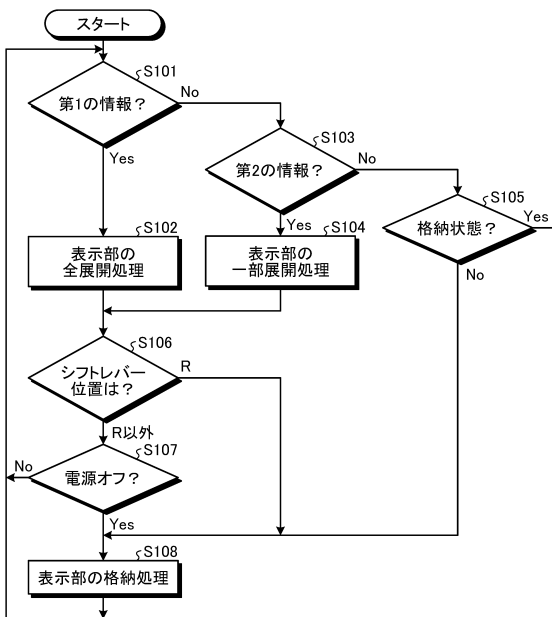 スタート
S101
第1の情報？
No
Yes
S103
第2の情報？
No
Yes
S105
格納状態？
Yes
No
S102
表示部の
全展開処理
S104
表示部の
一部展開処理
S106
シフトレバー
位置は？
R
R以外
S107
電源オフ？
No
Yes
S108
表示部の格納処理